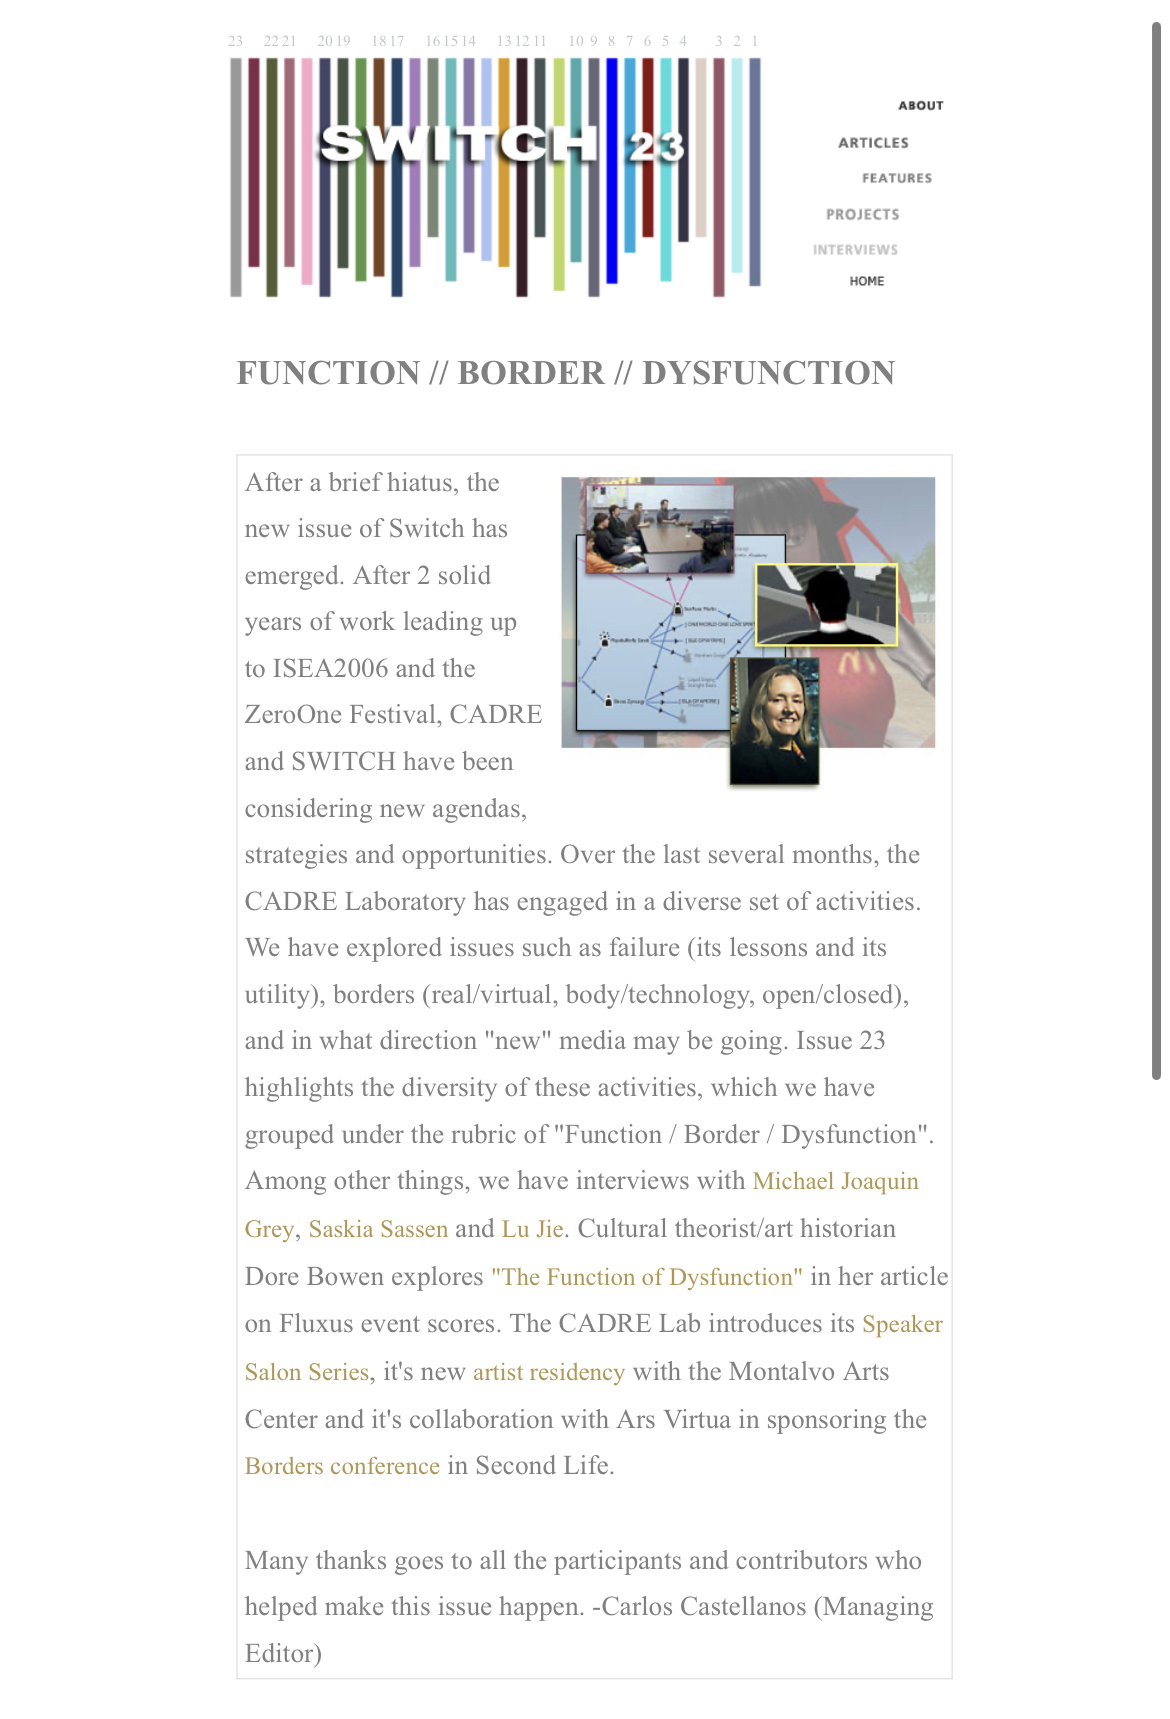 23 22 21 20 19 18 17 16 15 14 13 12 11 10 9 8 7 6 5 4 3 2 1
SWITCH 23
ABOUT
ARTICLES
FEATURES
PROJECTS
INTERVIEWS
HOME
FUNCTION // BORDER // DYSFUNCTION
After a brief hiatus, the
new issue of Switch has
emerged. After 2 solid
years of work leading up
to ISEA2006 and the
ZeroOne Festival, CADRE
and SWITCH have been
considering new agendas,
strategies and opportunities. Over the last several months, the
CADRE Laboratory has engaged in a diverse set of activities.
We have explored issues such as failure (its lessons and its
utility), borders (real/virtual, body/technology, open/closed),
and in what direction "new" media may be going. Issue 23
highlights the diversity of these activities, which we have
grouped under the rubric of "Function / Border / Dysfunction".
Among other things, we have interviews with Michael Joaquin
Grey, Saskia Sassen and Lu Jie. Cultural theorist/art historian
Dore Bowen explores "The Function of Dysfunction" in her article
on Fluxus event scores. The CADRE Lab introduces its Speaker
Salon Series, it's new artist residency with the Montalvo Arts
Center and it's collaboration with Ars Virtua in sponsoring the
Borders conference in Second Life.
Many thanks goes to all the participants and contributors who
helped make this issue happen. -Carlos Castellanos (Managing
Editor)